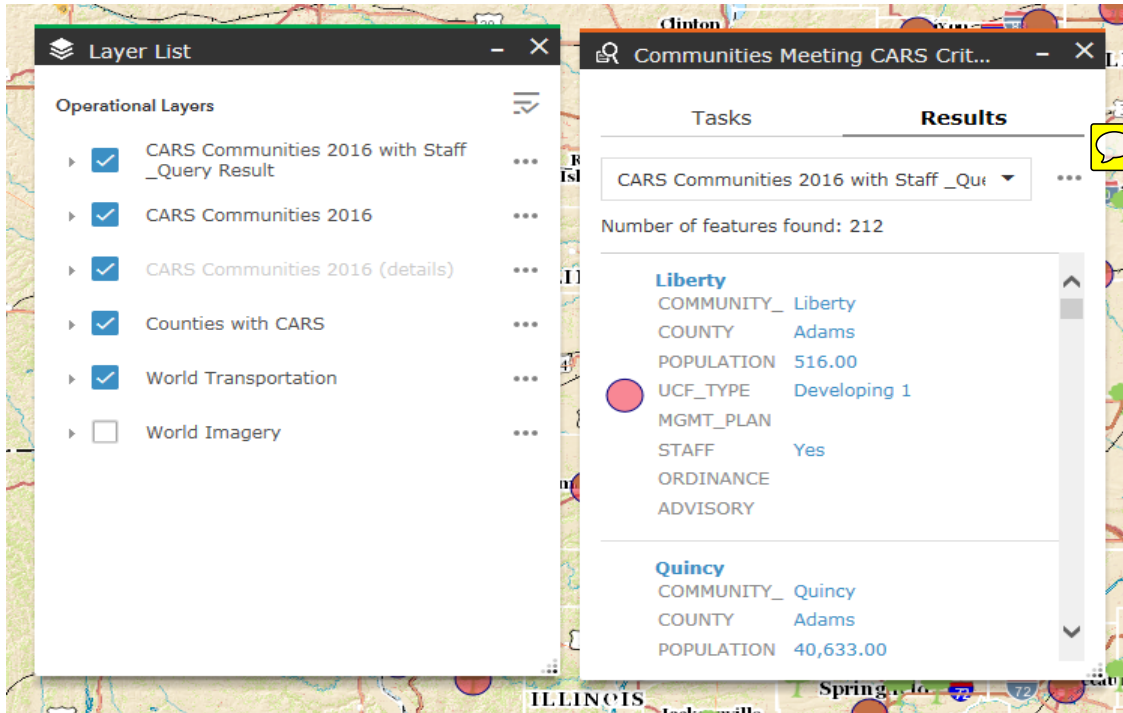 Clinton
Layer List
Operational Layers
CARS Communities 2016 with Staff
_Query Result
CARS Communities 2016
CARS Communities 2016 (details)
Counties with CARS
World Transportation
World Imagery
Communities Meeting CARS Crit...
Tasks
Results
CARS Communities 2016 with Staff _Que
Number of features found: 212
Liberty
COMMUNITY_ Liberty
COUNTY Adams
POPULATION 516.00
UCF_TYPE Developing 1
MGMT_PLAN
STAFF Yes
ORDINANCE
ADVISORY
Quincy
COMMUNITY_ Quincy
COUNTY Adams
POPULATION 40,633.00
ILLINOIS
72
72